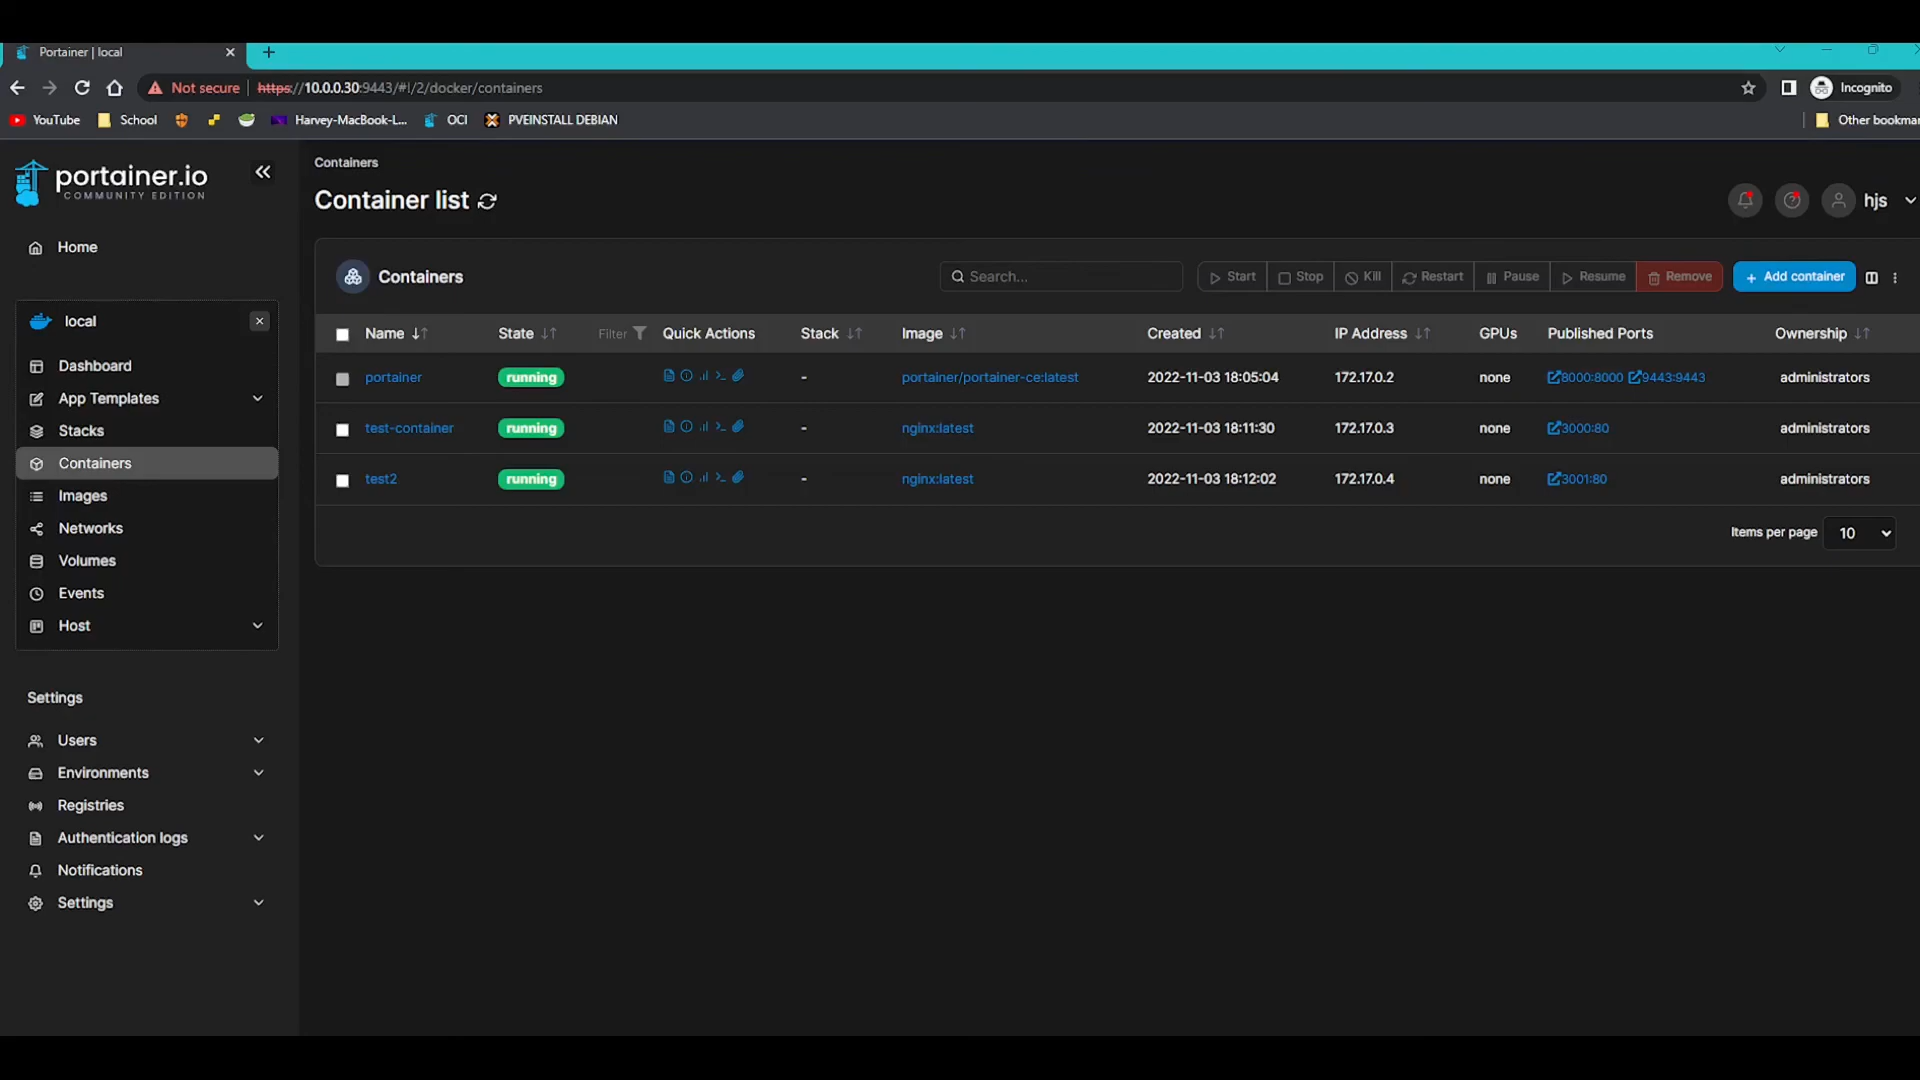 Portainer | local
Not secure https://10.0.0.30:9443/#!/2/docker/containers Incognito
YouTube School Harvey-MacBook-L... OCI PVEINSTALL DEBIAN Other bookmar
portainer.io
COMMUNITY EDITION
Home
local
Dashboard
App Templates
Stacks
Containers
Images
Networks
Volumes
Events
Host
Settings
Users
Environments
Registries
Authentication logs
Notifications
Settings
Containers
Container list
hjs
Containers Search... Start Stop Kill Restart Pause Resume Remove + Add container
Name State Filter Quick Actions Stack Image Created IP Address GPUs Published Ports Ownership
portainer running - portainer/portainer-ce:latest 2022-11-03 18:05:04 172.17.0.2 none 8000:8000 9443:9443 administrators
test-container running - nginx:latest 2022-11-03 18:11:30 172.17.0.3 none 3000:80 administrators
test2 running - nginx:latest 2022-11-03 18:12:02 172.17.0.4 none 3001:80 administrators
Items per page 10